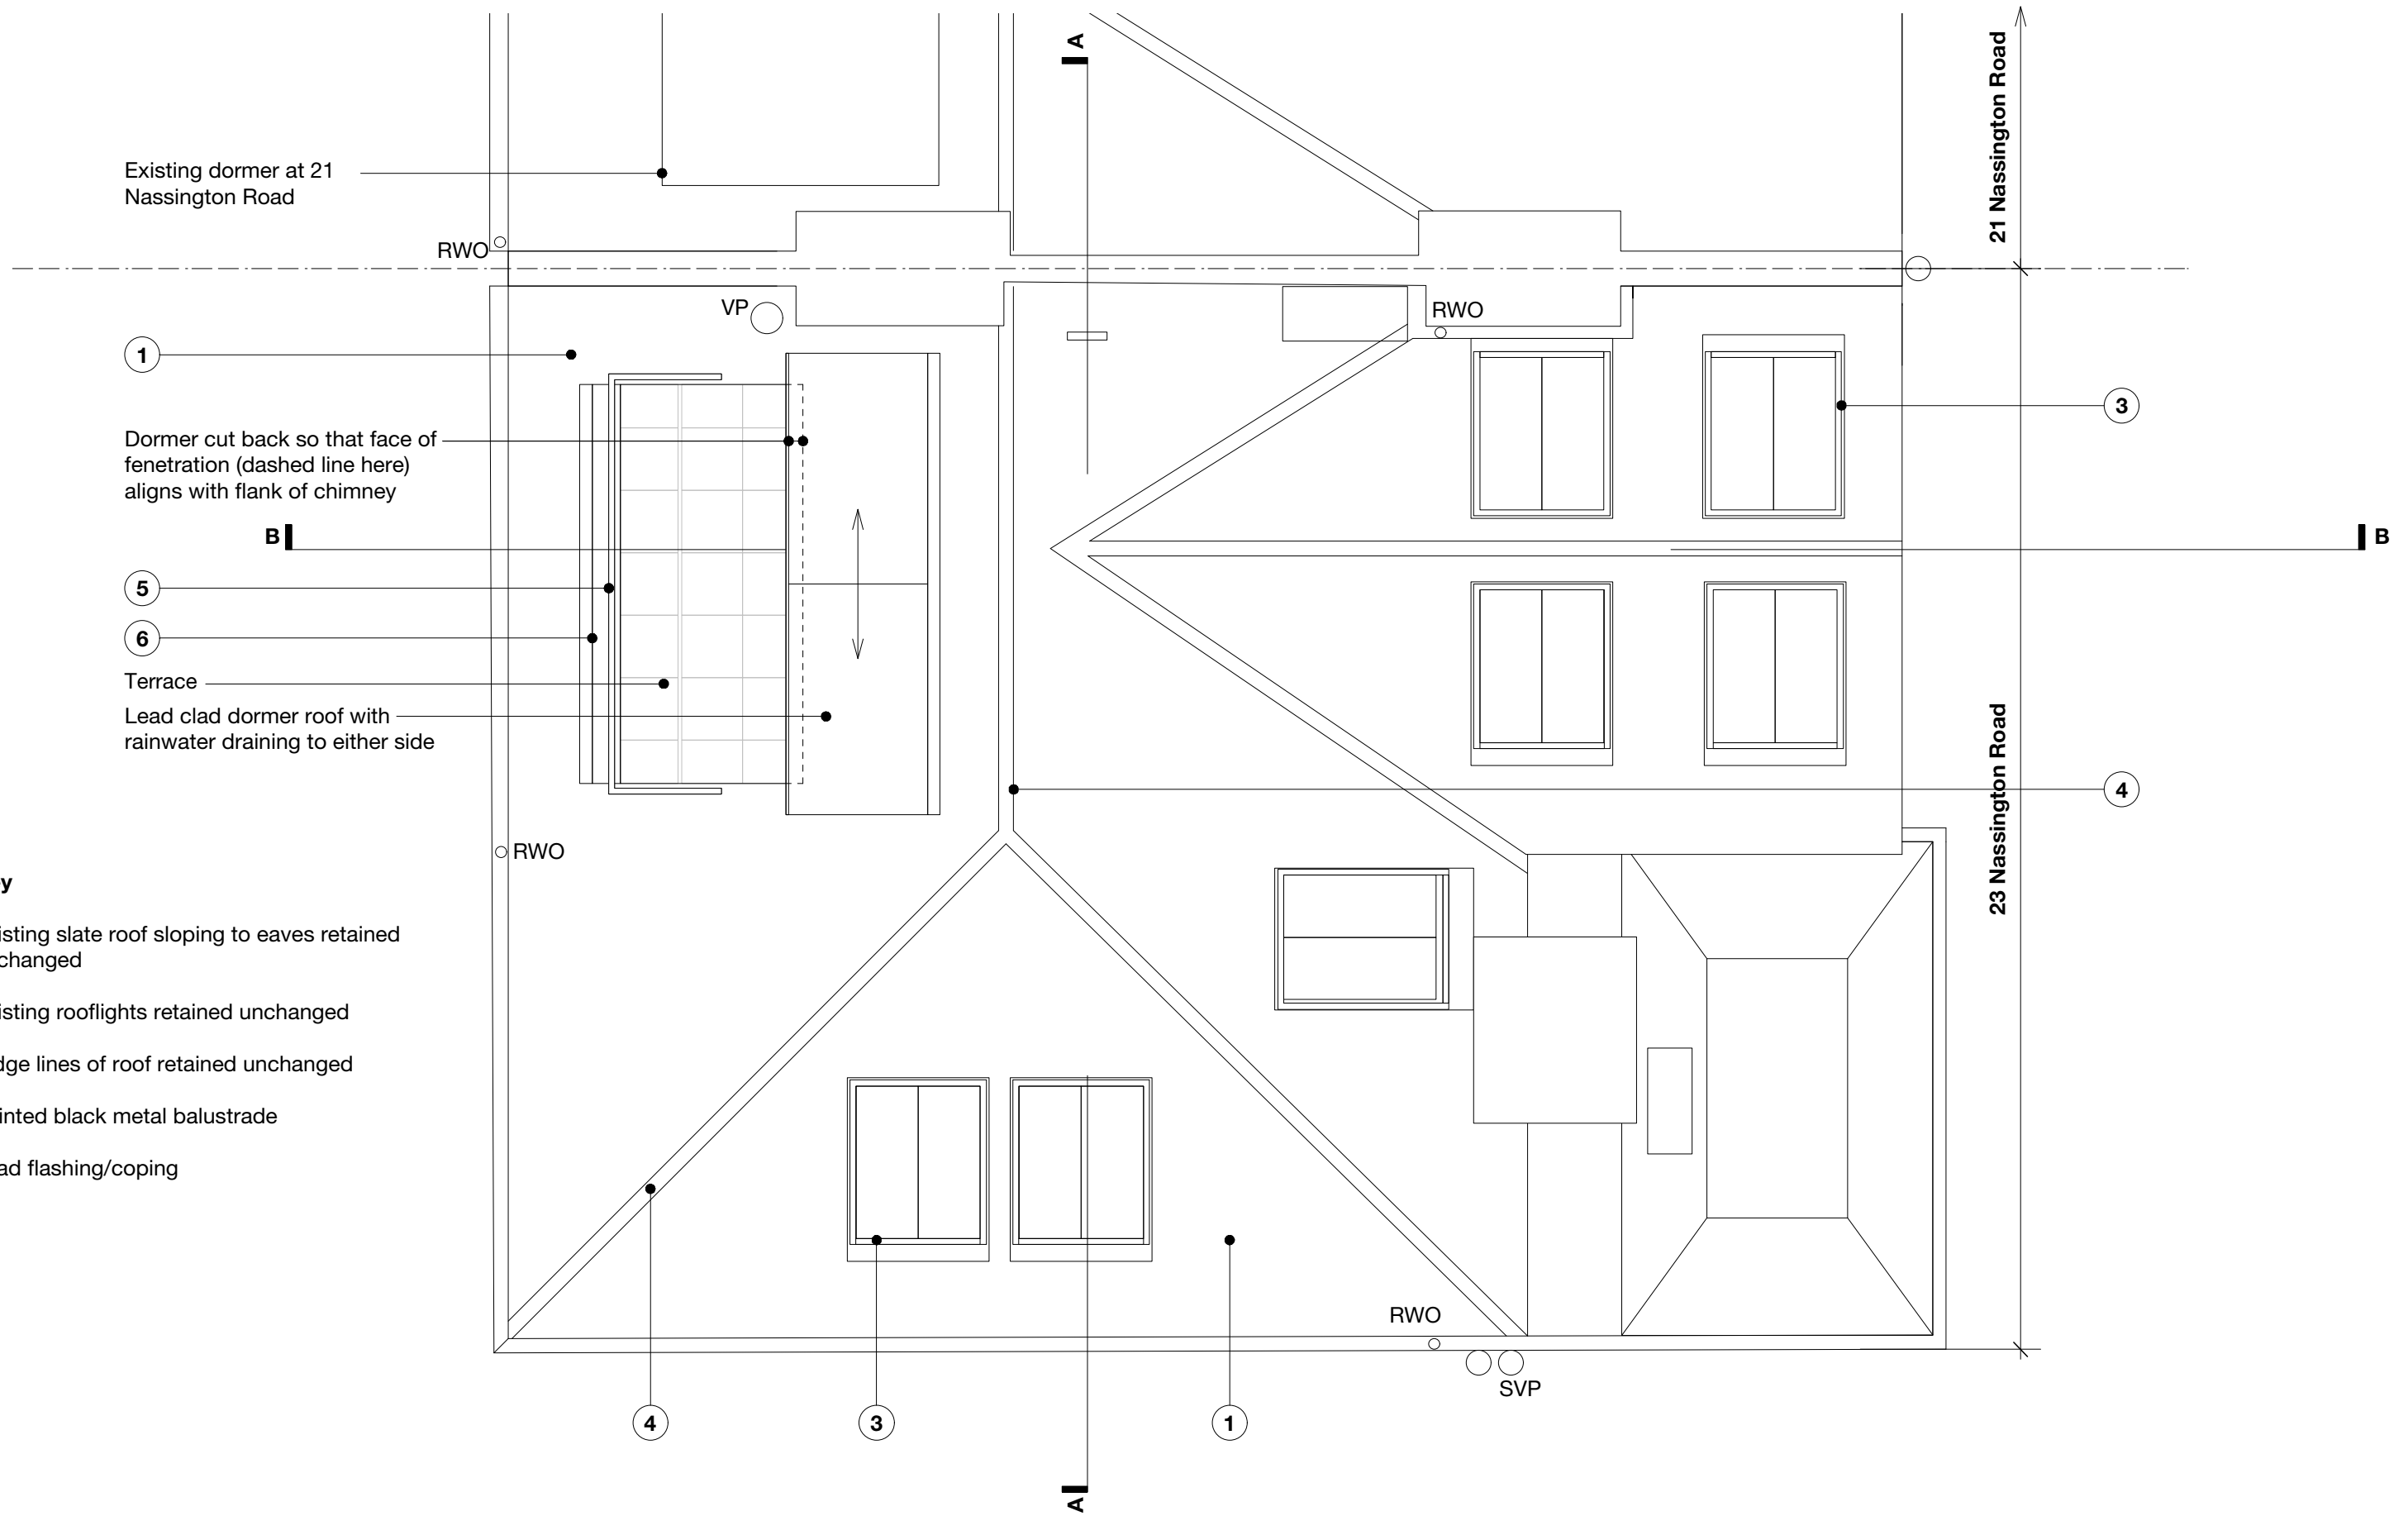 A
21 Nassington Road
Existing dormer at 21
Nassington Road
RWO
VP
RWO
1
3
Dormer cut back so that face of
fenetration (dashed line here)
aligns with flank of chimney
B
B
5
6
Terrace
Lead clad dormer roof with
rainwater draining to either side
23 Nassington Road
4
RWO
y
isting slate roof sloping to eaves retained
changed
isting rooflights retained unchanged
dge lines of roof retained unchanged
inted black metal balustrade
ad flashing/coping
RWO
SVP
4
3
1
A